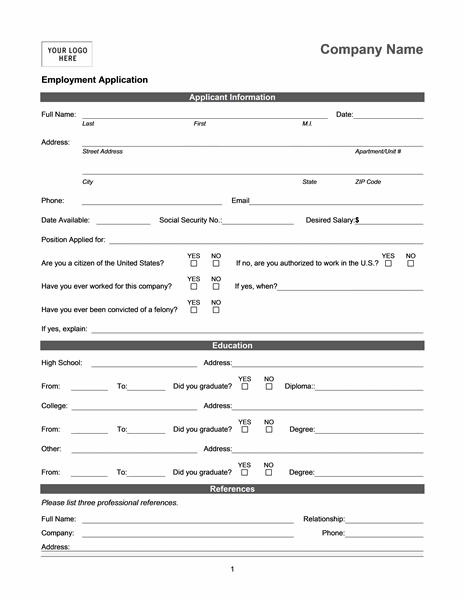 YOUR LOGO
HERE
Company Name
Employment Application
Applicant Information
Full Name: Date:
Last First M.I.
Address:
Street Address Apartment/Unit #
City State ZIP Code
Phone: Email
Date Available: Social Security No.: Desired Salary:$
Position Applied for:
YES NO YES NO
Are you a citizen of the United States? If no, are you authorized to work in the U.S.?
YES NO
Have you ever worked for this company? If yes, when?
YES NO
Have you ever been convicted of a felony?
If yes, explain:
Education
High School: Address:
YES NO
From: To: Did you graduate? Diploma::
College: Address:
YES NO
From: To: Did you graduate? Degree:
Other: Address:
YES NO
From: To: Did you graduate? Degree:
References
Please list three professional references.
Full Name: Relationship:
Company: Phone:
Address:
1